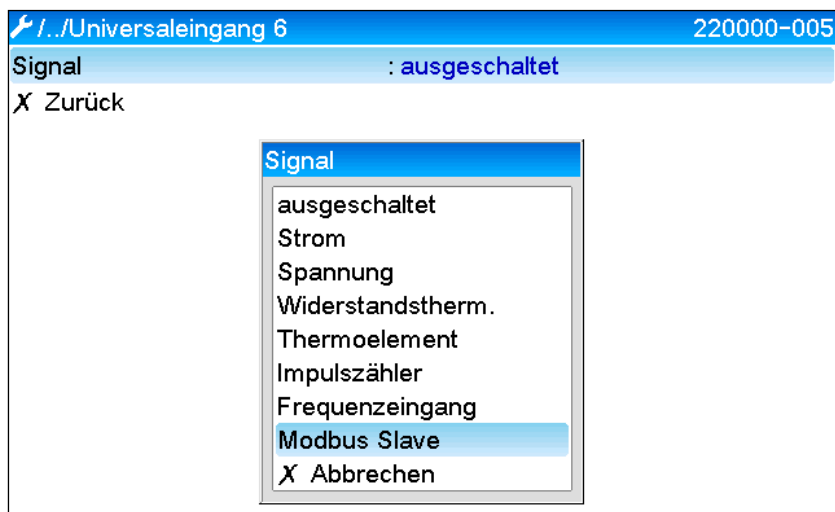 /../Universaleingang 6 220000-005
Signal : ausgeschaltet
X Zurück
Signal
ausgeschaltet
Strom
Spannung
Widerstandstherm.
Thermoelement
Impulszähler
Frequenzeingang
Modbus Slave
X Abbrechen